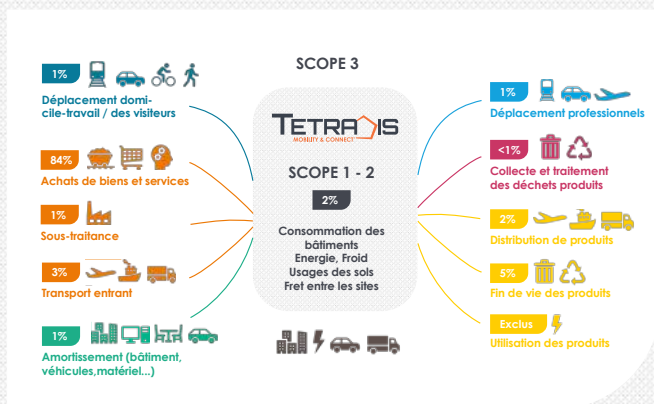 SCOPE 3
1%
Déplacement domi-
cile-travail / des visiteurs
84%
Achats de biens et services
1%
Sous-traitance
3%
Transport entrant
1%
Amortissement (bâtiment,
véhicules,matériel...)
TETRADIS
MOBILITY & CONNECT
SCOPE 1 - 2
2%
Consommation des
bâtiments
Energie, Froid
Usages des sols
Fret entre les sites
1%
Déplacement professionnels
<1%
Collecte et traitement
des déchets produits
2%
Distribution de produits
5%
Fin de vie des produits
Exclus
Utilisation des produits